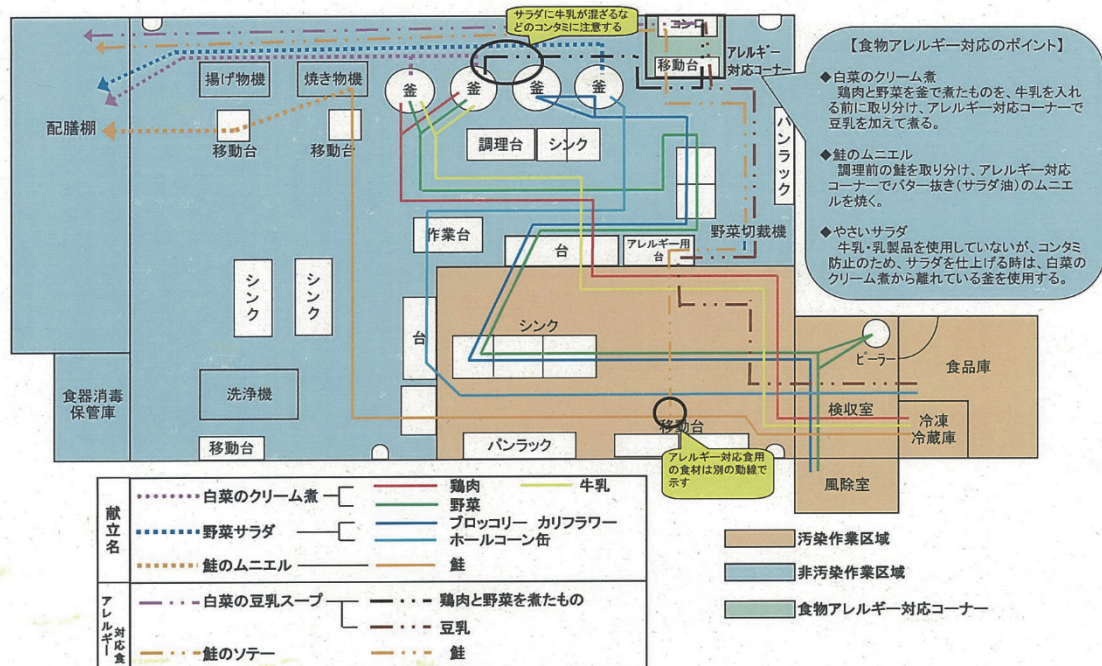 サラダに牛乳が混ざるな
どのコンタミに注意する
コンロ
移動台
アレルギー
対応コーナー
【食物アレルギー対応のポイント】
◆白菜のクリーム煮
鶏肉と野菜を釜で煮たものを、牛乳を入れ
る前に取り分け、アレルギー対応コーナーで
豆乳を加えて煮る。
◆鮭のムニエル
調理前の鮭を取り分け、アレルギー対応
コーナーでバター抜き(サラダ油)のムニエ
ルを焼く。
◆やさいサラダ
牛乳・乳製品を使用していないが、コンタミ
防止のため、サラダを仕上げる時は、白菜の
クリーム煮から離れている釜を使用する。
揚げ物機
焼き物機
釜
釜
釜
釜
配膳棚
移動台
移動台
調理台
シンク
パンラック
野菜切裁機
作業台
台
アレルギー用
台
シンク
シンク
台
シンク
ピーラー
食品庫
食器消毒
保管庫
洗浄機
移動台
検収室
冷凍
冷蔵庫
移動台
パンラック
アレルギー対応食用
の食材は別の動線で
示す
風除室
献立名
白菜のクリーム煮
鶏肉
牛乳
野菜
野菜サラダ
ブロッコリー カリフラワー
ホールコーン缶
鮭のムニエル
鮭
アレルギー対応食
白菜の豆乳スープ
鶏肉と野菜を煮たもの
豆乳
鮭のソテー
鮭
汚染作業区域
非汚染作業区域
食物アレルギー対応コーナー